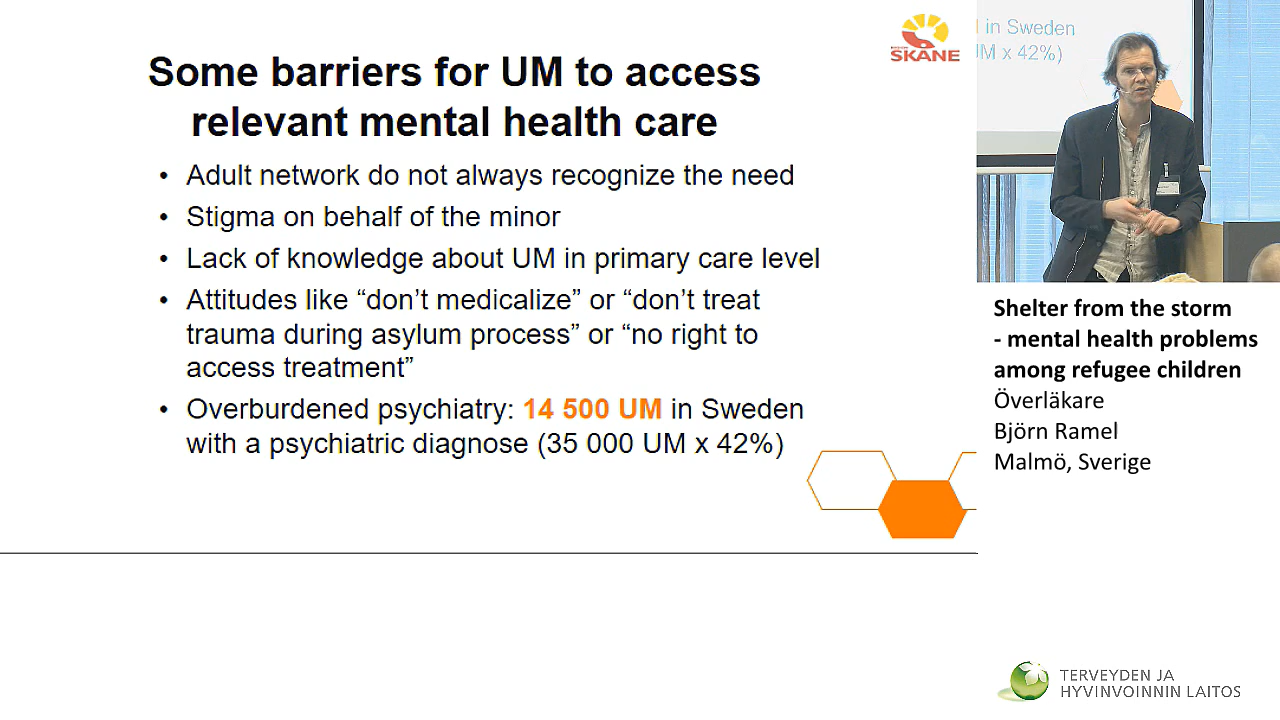 Some barriers for UM to access
relevant mental health care
• Adult network do not always recognize the need
• Stigma on behalf of the minor
• Lack of knowledge about UM in primary care level
• Attitudes like “don’t medicalize” or “don’t treat
trauma during asylum process” or “no right to
access treatment”
• Overburdened psychiatry: 14 500 UM in Sweden
with a psychiatric diagnose (35 000 UM x 42%)
SKÅNE
in Sweden
UM x 42%)
Shelter from the storm
- mental health problems
among refugee children
Överläkare
Björn Ramel
Malmö, Sverige
TERVEYDEN JA
HYVINVOINNIN LAITOS